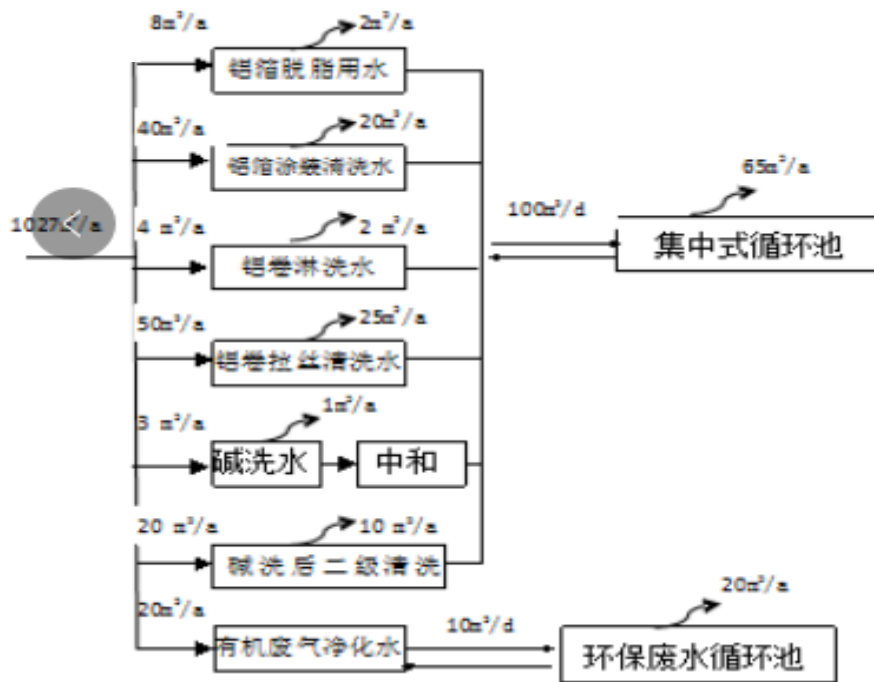 8m³/a
2m³/a
铝箔脱脂用水
40m³/a
20m³/a
铝箔涂装清洗水
65m³/a
100m³/d
集中式循环池
4 m³/a
2 m³/a
铝卷淋洗水
50m³/a
25m³/a
铝卷拉丝清洗水
3 m³/a
1m³/a
碱洗水
中和
20 m³/a
10 m³/a
碱洗后二级清洗
20m³/a
有机废气净化水
10m³/d
20m³/a
环保废水循环池